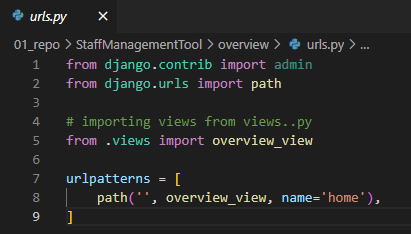 urls.py
01_repo > StaffManagementTool > overview > urls.py > ...
1 from django.contrib import admin
2 from django.urls import path
3
4 # importing views from views..py
5 from .views import overview_view
6
7 urlpatterns = [
8     path('', overview_view, name='home'),
9 ]